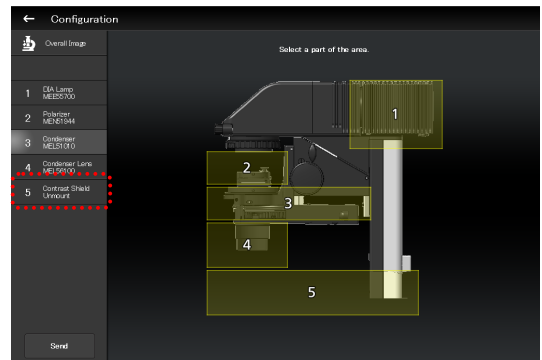 ← Configuration
Overall Image
Select a part of the area.
1 DIA Lamp
MEE55700
2 Polarizer
MEN51944
3 Condenser
MEL51010
4 Condenser Lens
MEL56100
5 Contrast Shield
Unmount
1
2
3
4
5
Send